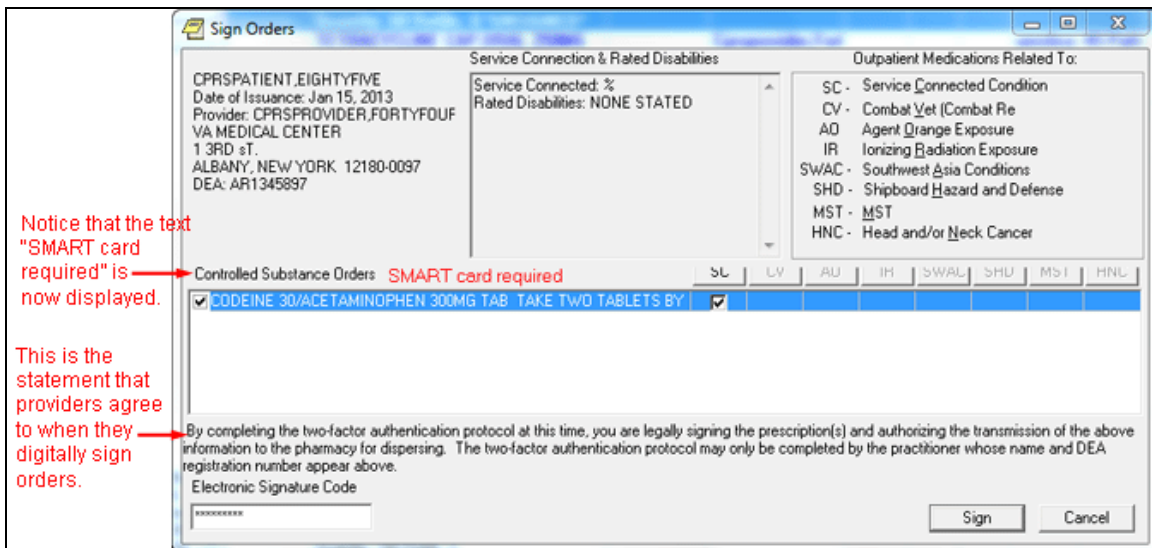 Sign Orders
CPRSPATIENT,EIGHTYFIVE
Date of Issuance: Jan 15, 2013
Provider: CPRSPROVIDER,FORTYFOUF
VA MEDICAL CENTER
1 3RD sT.
ALBANY, NEW YORK 12180-0097
DEA: AR1345897
Service Connection & Rated Disabilities
Service Connected: %
Rated Disabilities: NONE STATED
Outpatient Medications Related To:
SC - Service Connected Condition
CV - Combat Vet (Combat Re
AO Agent Orange Exposure
IR Ionizing Radiation Exposure
SWAC - Southwest Asia Conditions
SHD - Shipboard Hazard and Defense
MST - MST
HNC - Head and/or Neck Cancer
Notice that the text
"SMART card
required" is
now displayed.
Controlled Substance Orders SMART card required SC CV AO IR SWAC SHD MST HNC
CODEINE 30/ACETAMINOPHEN 300MG TAB TAKE TWO TABLETS BY
This is the
statement that
providers agree
to when they
digitally sign
orders.
By completing the two-factor authentication protocol at this time, you are legally signing the prescription(s) and authorizing the transmission of the above
information to the pharmacy for dispersing. The two-factor authentication protocol may only be completed by the practitioner whose name and DEA
registration number appear above.
Electronic Signature Code
*********
Sign Cancel